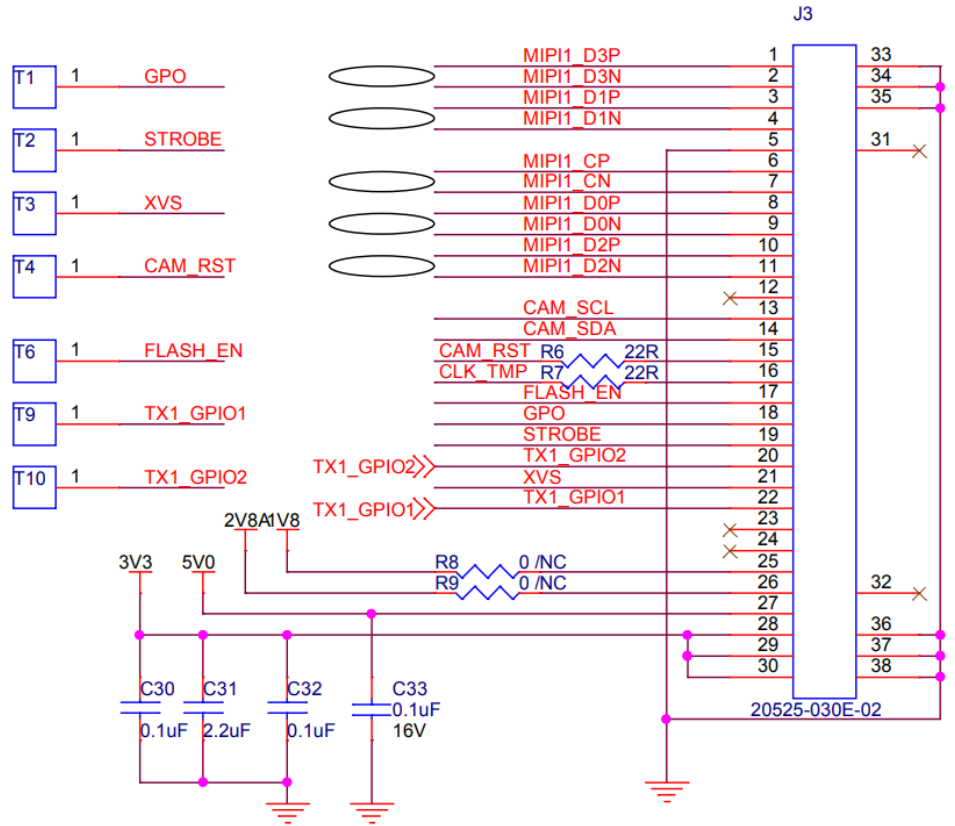 J3
MIPI1_D3P 1 33
T1 1 GPO MIPI1_D3N 2 34
MIPI1_D1P 3 35
MIPI1_D1N 4
T2 1 STROBE 5 31
MIPI1_CP 6
MIPI1_CN 7
T3 1 XVS MIPI1_D0P 8
MIPI1_D0N 9
MIPI1_D2P 10
T4 1 CAM_RST MIPI1_D2N 11
12
CAM_SCL 13
CAM_SDA 14
T6 1 FLASH_EN CAM_RST R6 22R 15
CLK_TMP R7 22R 16
FLASH_EN 17
T9 1 TX1_GPIO1 GPO 18
STROBE 19
TX1_GPIO2 TX1_GPIO2 20
T10 1 TX1_GPIO2 XVS 21
TX1_GPIO1 TX1_GPIO1 22
2V8A 1V8 23
24
3V3 5V0 R8 0 /NC 25
R9 0 /NC 26 32
27
28 36
29 37
30 38
C30 C31 C32 C33
0.1uF 2.2uF 0.1uF 0.1uF
16V
20525-030E-02